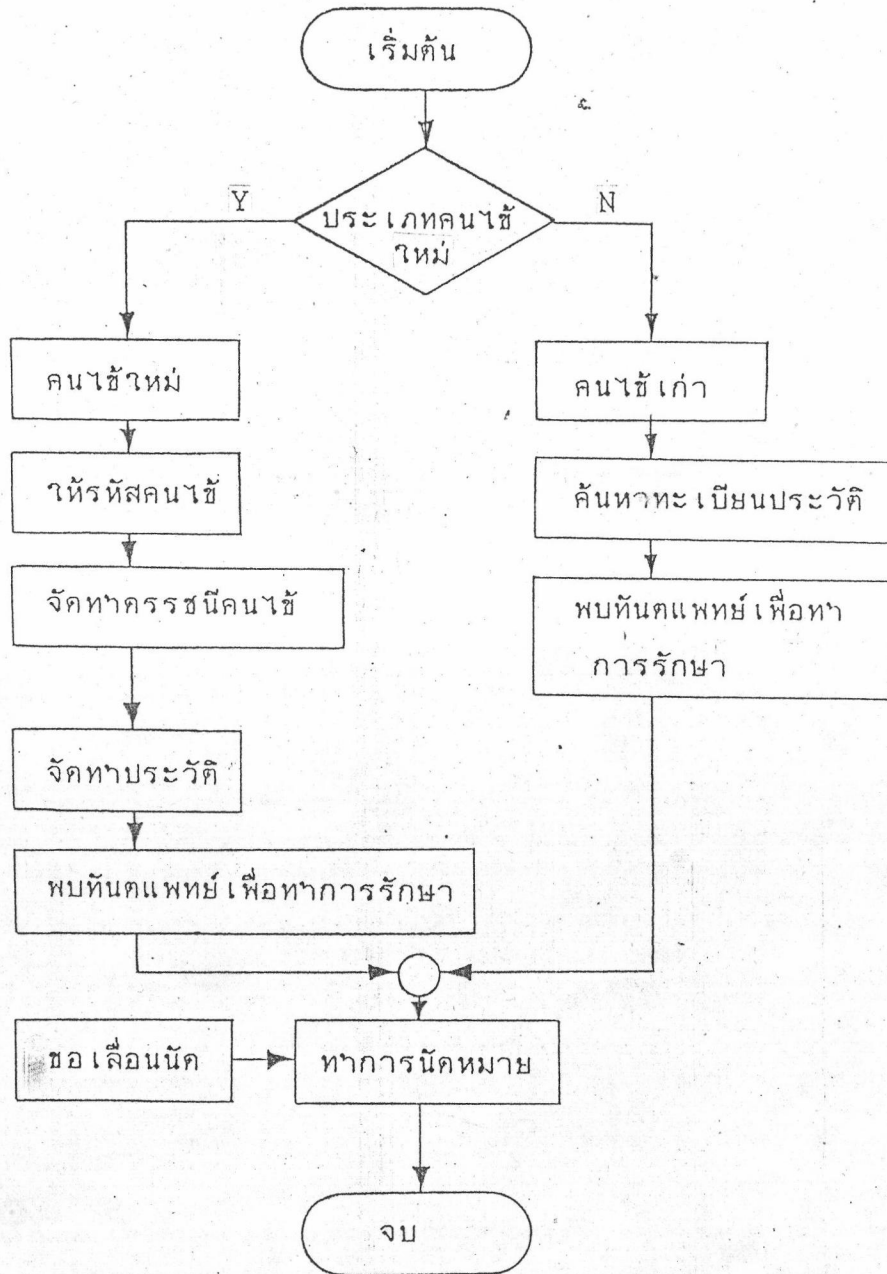 เริ่มต้น
ประเภทคนไข้
ใหม่
Y
N
คนไข้ใหม่
ให้รหัสคนไข้
จัดทำดรรชนีคนไข้
จัดทำประวัติ
พบทันตแพทย์เพื่อทำการรักษา
คนไข้เก่า
ค้นหาทะเบียนประวัติ
พบทันตแพทย์เพื่อทำ
การรักษา
ขอเลื่อนนัด
ทำการนัดหมาย
จบ